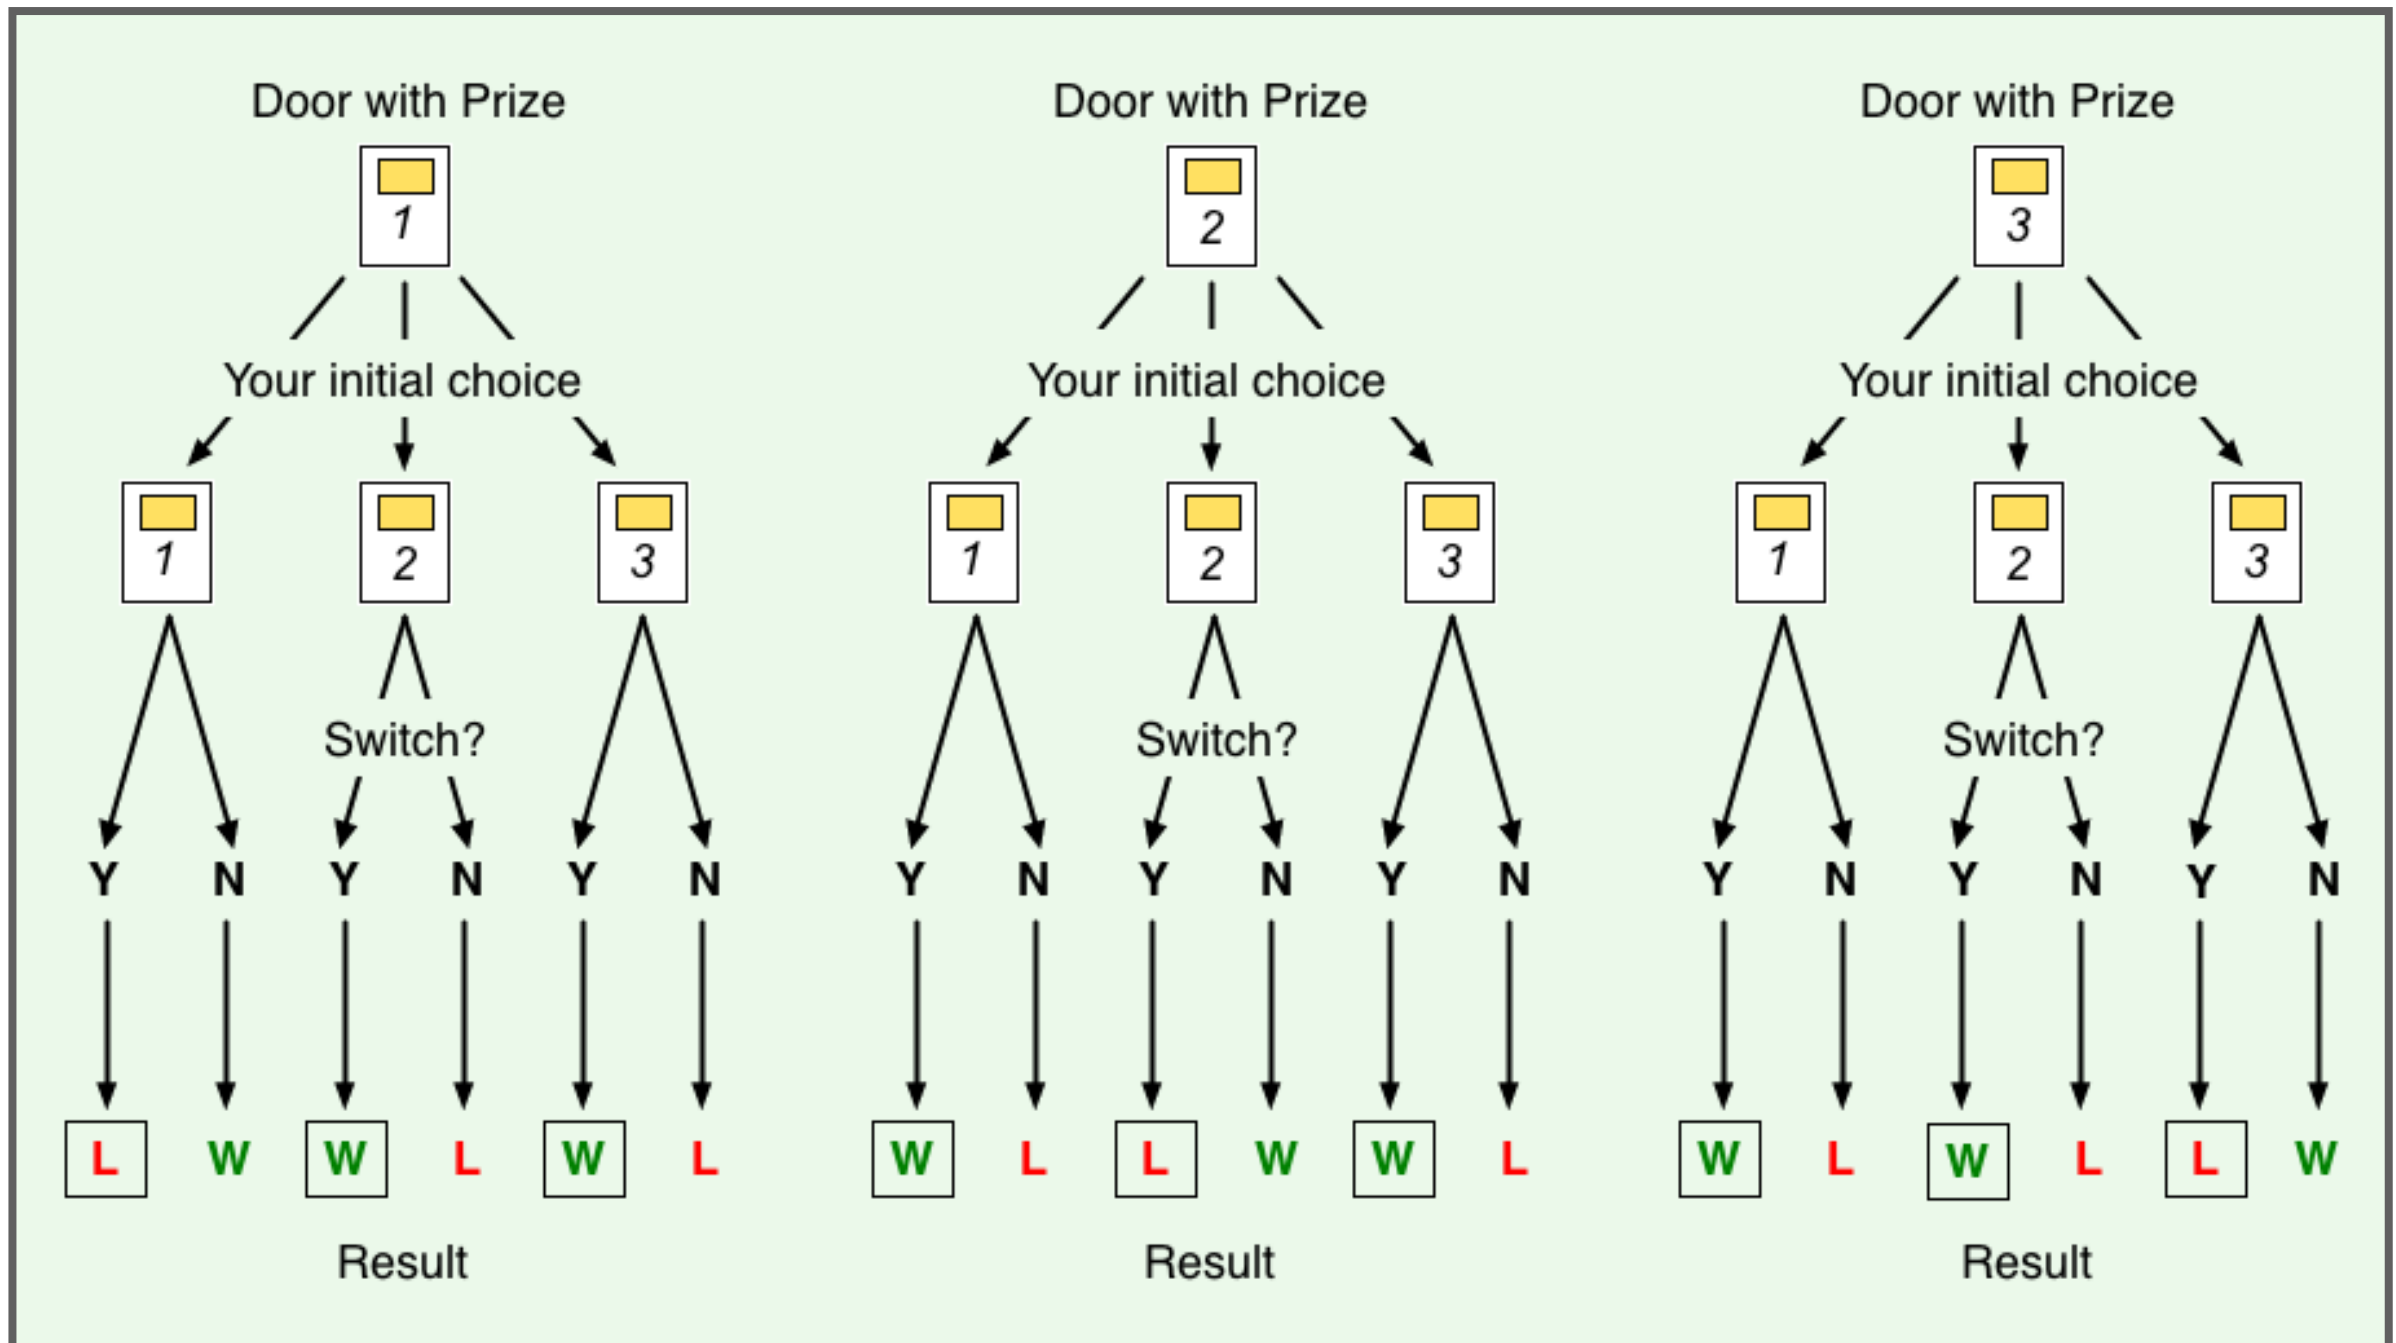 Door with Prize Door with Prize Door with Prize
1 2 3
Your initial choice Your initial choice Your initial choice
1 2 3 1 2 3 1 2 3
Switch? Switch? Switch?
Y N Y N Y N Y N Y N Y N Y N Y N Y N
L W W L W L W L L W W L W L W L L W
Result Result Result